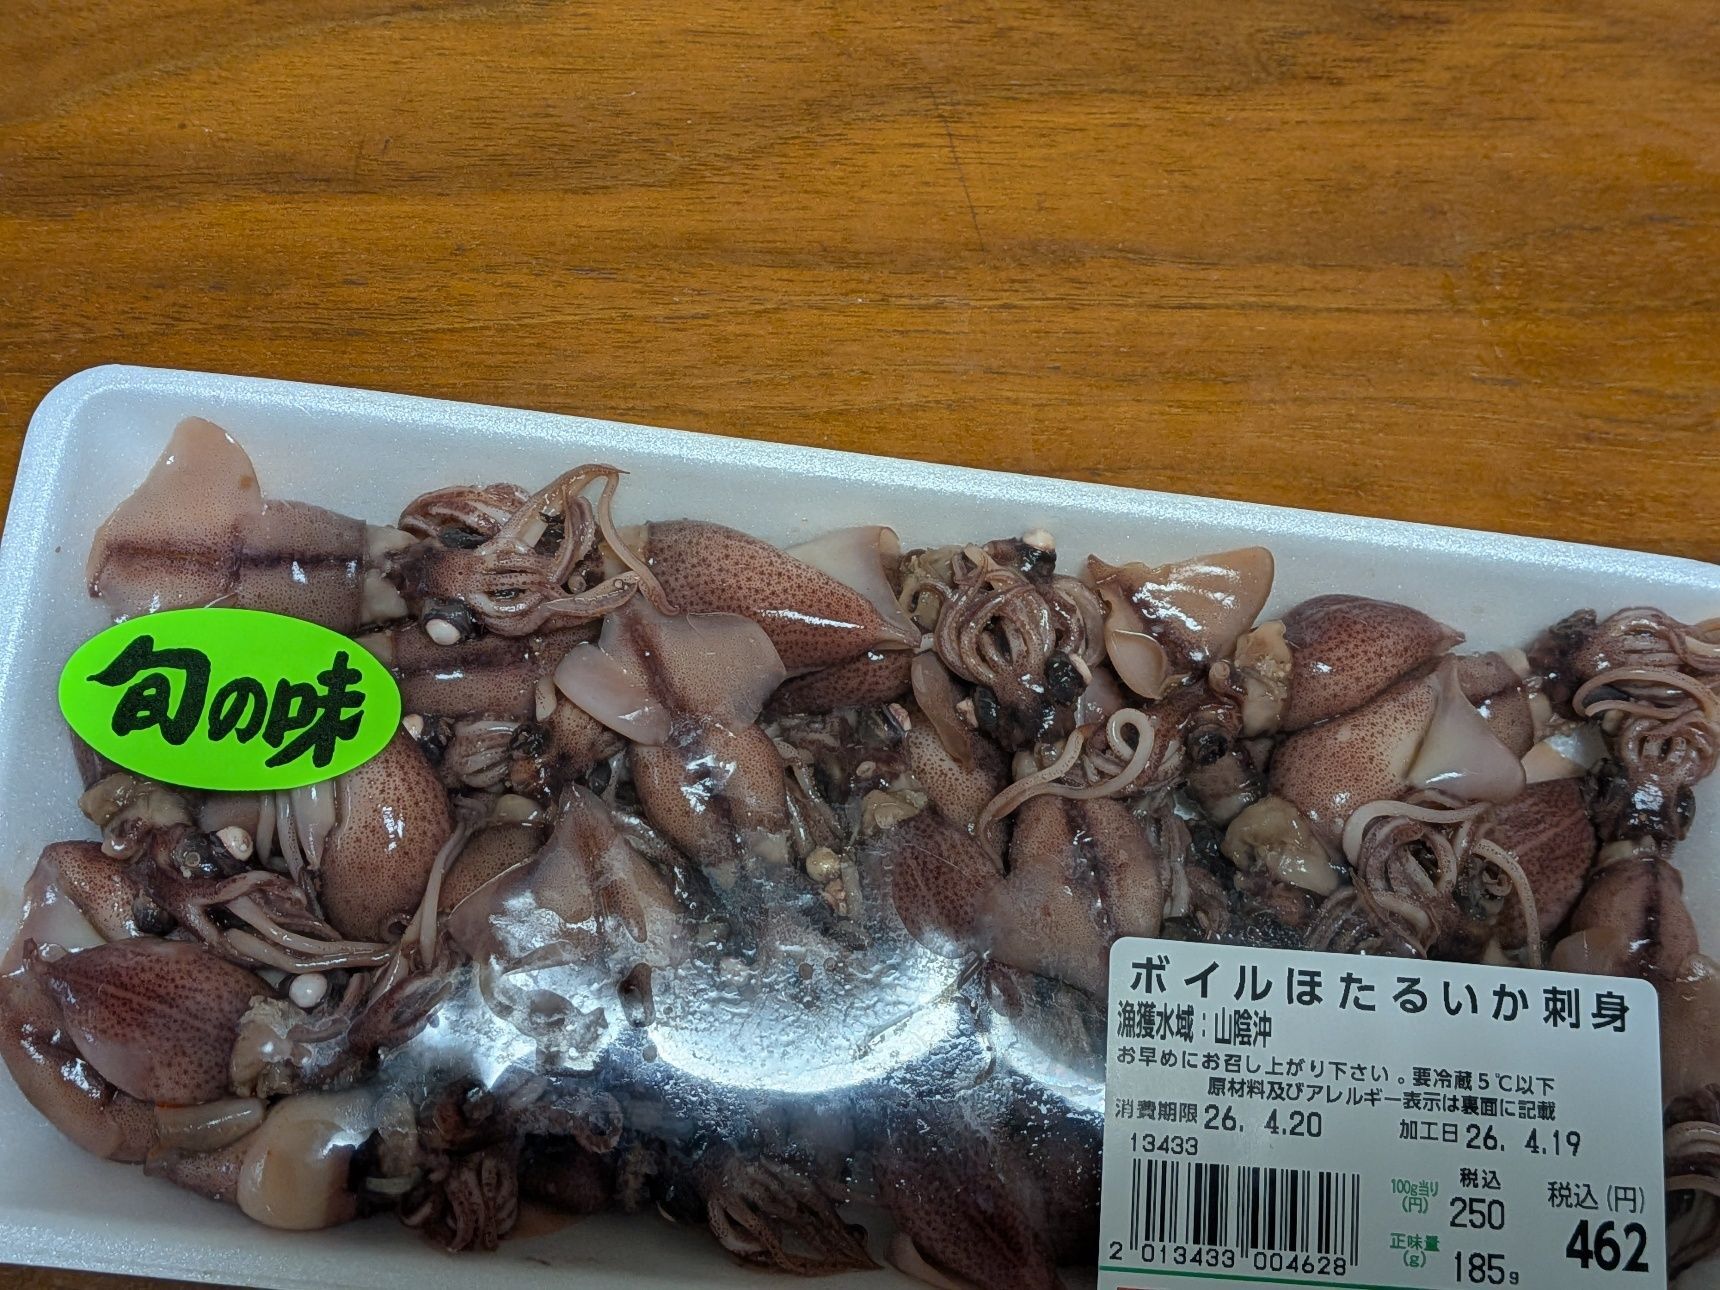 旬の味
ボイルほたるいか刺身
漁獲水域：山陰沖
お早めにお召し上がり下さい。要冷蔵5℃以下
原材料及びアレルギー表示は裏面に記載
消費期限 26. 4.20 加工日 26. 4.19
13433
100g当り(円) 税込 250
税込(円) 462
正味量(g) 185g
2 013433 004628